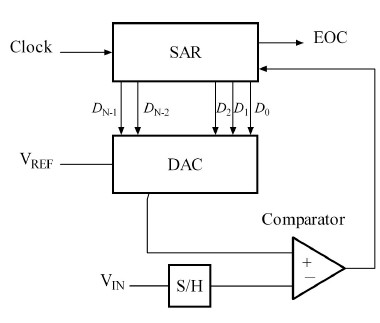 Clock
SAR
EOC
D_N-1 D_N-2 D_2 D_1 D_0
V_REF
DAC
Comparator
+
−
V_IN
S/H